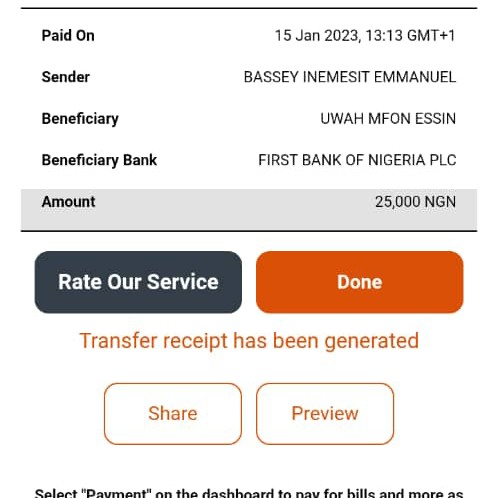 Paid On 15 Jan 2023, 13:13 GMT+1
Sender BASSEY INEMESIT EMMANUEL
Beneficiary UWAH MFON ESSIN
Beneficiary Bank FIRST BANK OF NIGERIA PLC
Amount 25,000 NGN
Rate Our Service Done
Transfer receipt has been generated
Share Preview
Select "Payment" on the dashboard to pay for bills and more as